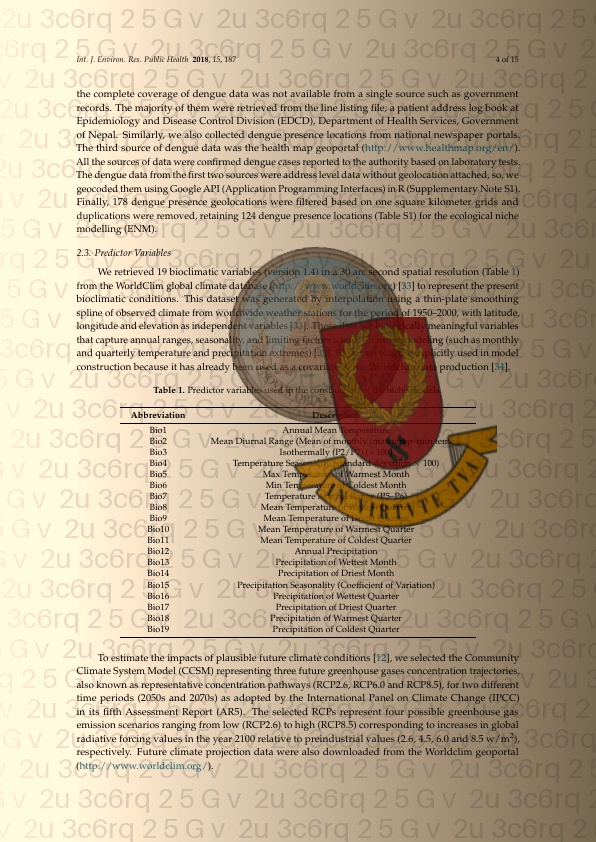 Int. J. Environ. Res. Public Health 2018, 15, 187
4 of 15
the complete coverage of dengue data was not available from a single source such as government
records. The majority of them were retrieved from the line listing file; a patient address log book at
Epidemiology and Disease Control Division (EDCD), Department of Health Services, Government
of Nepal. Similarly, we also collected dengue presence locations from national newspaper portals.
The third source of dengue data was the health map geoportal (http://www.healthmap.org/en/).
All the sources of data were confirmed dengue cases reported to the authority based on laboratory tests.
The dengue data from the first two sources were address level data without geolocation attached; so, we
geocoded them using Google API (Application Programming Interfaces) in R (Supplementary Note S1).
Finally, 178 dengue presence geolocations were filtered based on one square kilometer grids and
duplications were removed, retaining 124 dengue presence locations (Table S1) for the ecological niche
modelling (ENM).
2.3. Predictor Variables
We retrieved 19 bioclimatic variables (version 1.4) in a 30 arc second spatial resolution (Table 1)
from the WorldClim global climate database (http://www.worldclim.org) [33] to represent the present
bioclimatic conditions. This dataset was generated by interpolation using a thin-plate smoothing
spline of observed climate from worldwide weather stations for the period of 1950–2000, with latitude,
longitude and elevation as independent variables [33]. These meaningful variables
that capture annual ranges, seasonality limiting factors (such as monthly
and quarterly temperature and precipitation extremes) explicitly used in model
construction because it has already been used as a covariate in WorldClim data production [34].
Table 1. Predictor variables used in the construction of niche models.
Abbreviation Description
Bio1 Annual Mean Temperature
Bio2 Mean Diurnal Range (Mean of monthly (max temp–min temp))
Bio3 Isothermally (P2/P7) (×100)
Bio4 Temperature Seasonality (standard deviation × 100)
Bio5 Max Temperature of Warmest Month
Bio6 Min Temperature of Coldest Month
Bio7 Temperature Annual Range (P5–P6)
Bio8 Mean Temperature of Wettest Quarter
Bio9 Mean Temperature of Driest Quarter
Bio10 Mean Temperature of Warmest Quarter
Bio11 Mean Temperature of Coldest Quarter
Bio12 Annual Precipitation
Bio13 Precipitation of Wettest Month
Bio14 Precipitation of Driest Month
Bio15 Precipitation Seasonality (Coefficient of Variation)
Bio16 Precipitation of Wettest Quarter
Bio17 Precipitation of Driest Quarter
Bio18 Precipitation of Warmest Quarter
Bio19 Precipitation of Coldest Quarter
To estimate the impacts of plausible future climate conditions [12], we selected the Community
Climate System Model (CCSM) representing three future greenhouse gases concentration trajectories,
also known as representative concentration pathways (RCP2.6, RCP6.0 and RCP8.5), for two different
time periods (2050s and 2070s) as adopted by the International Panel on Climate Change (IPCC)
in its fifth Assessment Report (AR5). The selected RCPs represent four possible greenhouse gas
emission scenarios ranging from low (RCP2.6) to high (RCP8.5) corresponding to increases in global
radiative forcing values in the year 2100 relative to preindustrial values (2.6, 4.5, 6.0 and 8.5 w/m²),
respectively. Future climate projection data were also downloaded from the Worldclim geoportal
(http://www.worldclim.org/).